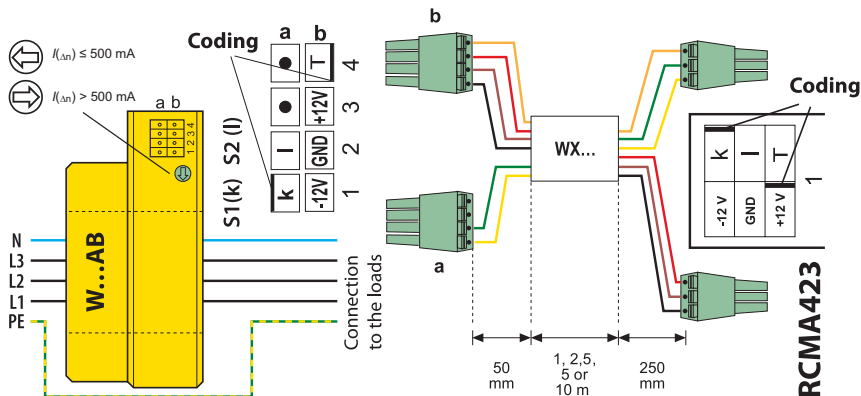 I(Δn) ≤ 500 mA
I(Δn) > 500 mA
a b
1 2 3 4
N
L3
L2
L1
PE
W...AB
Coding
a b
T 4
+12V 3
I GND 2
k -12V 1
S1(k) S2 (l)
Connection
to the loads
b
a
WX...
50
mm
1, 2,5,
5 or
10 m
250
mm
Coding
k I T
-12 V GND +12 V
1
RCMA423